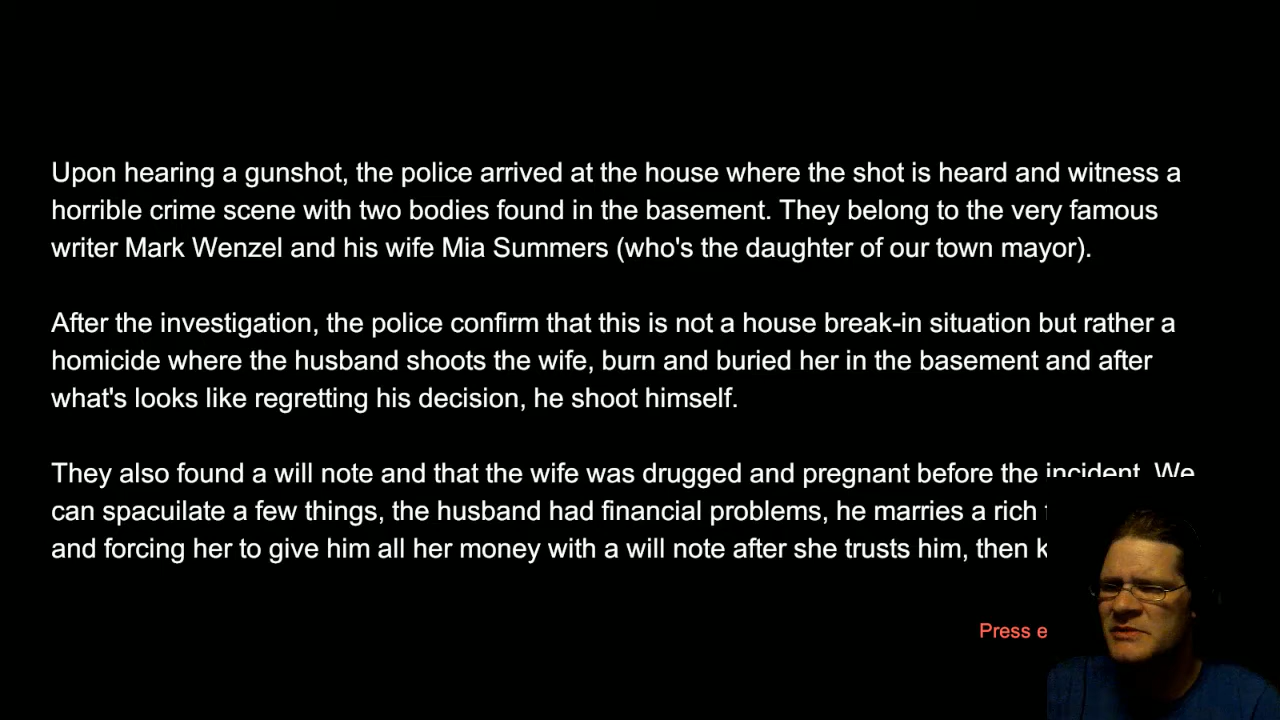 Upon hearing a gunshot, the police arrived at the house where the shot is heard and witness a
horrible crime scene with two bodies found in the basement. They belong to the very famous
writer Mark Wenzel and his wife Mia Summers (who's the daughter of our town mayor).
After the investigation, the police confirm that this is not a house break-in situation but rather a
homicide where the husband shoots the wife, burn and buried her in the basement and after
what's looks like regretting his decision, he shoot himself.
They also found a will note and that the wife was drugged and pregnant before the incident. We
can spacuilate a few things, the husband had financial problems, he marries a rich
and forcing her to give him all her money with a will note after she trusts him, then
Press